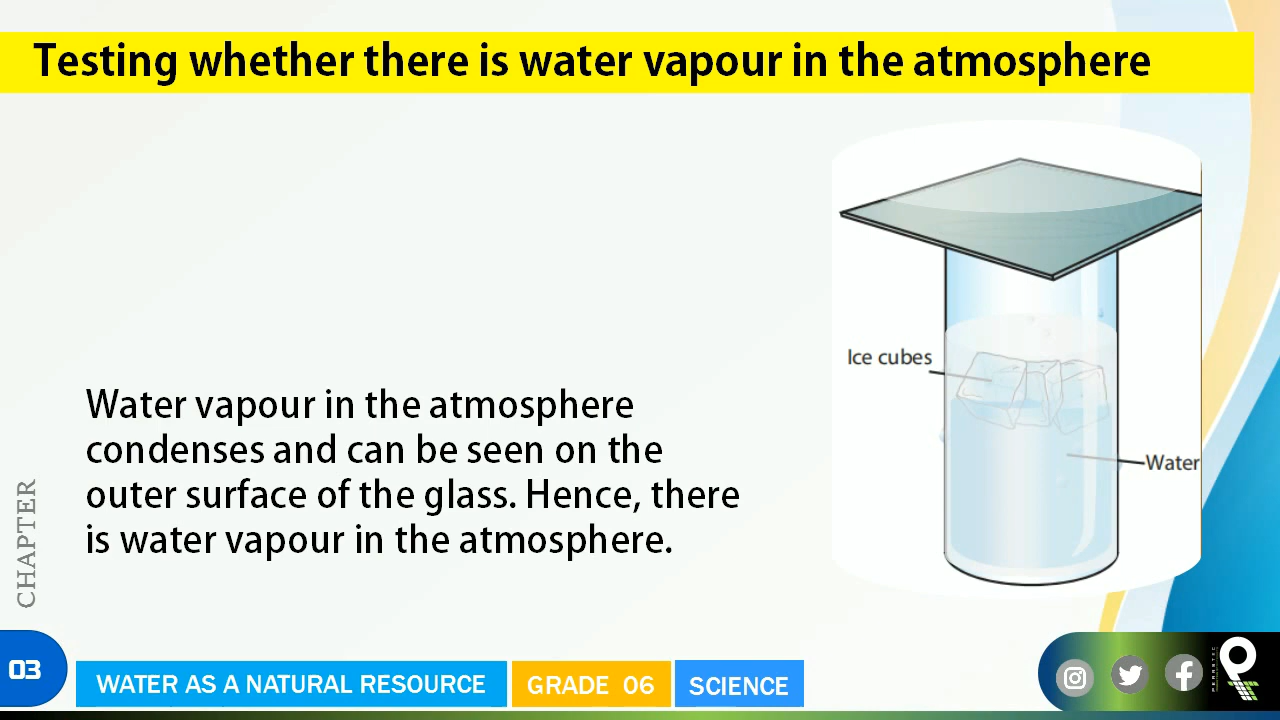 Testing whether there is water vapour in the atmosphere
Ice cubes
Water
Water vapour in the atmosphere
condenses and can be seen on the
outer surface of the glass. Hence, there
is water vapour in the atmosphere.
CHAPTER
03
WATER AS A NATURAL RESOURCE
GRADE 06
SCIENCE